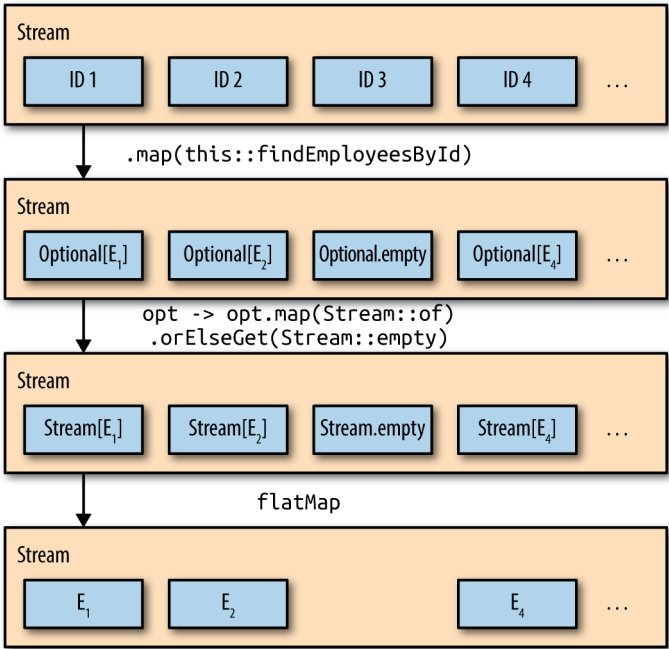 Stream
ID 1 ID 2 ID 3 ID 4 ...
.map(this::findEmployeesById)
Stream
Optional[E₁] Optional[E₂] Optional.empty Optional[E₄] ...
opt -> opt.map(Stream::of)
.orElseGet(Stream::empty)
Stream
Stream[E₁] Stream[E₂] Stream.empty Stream[E₄] ...
flatMap
Stream
E₁ E₂ E₄ ...